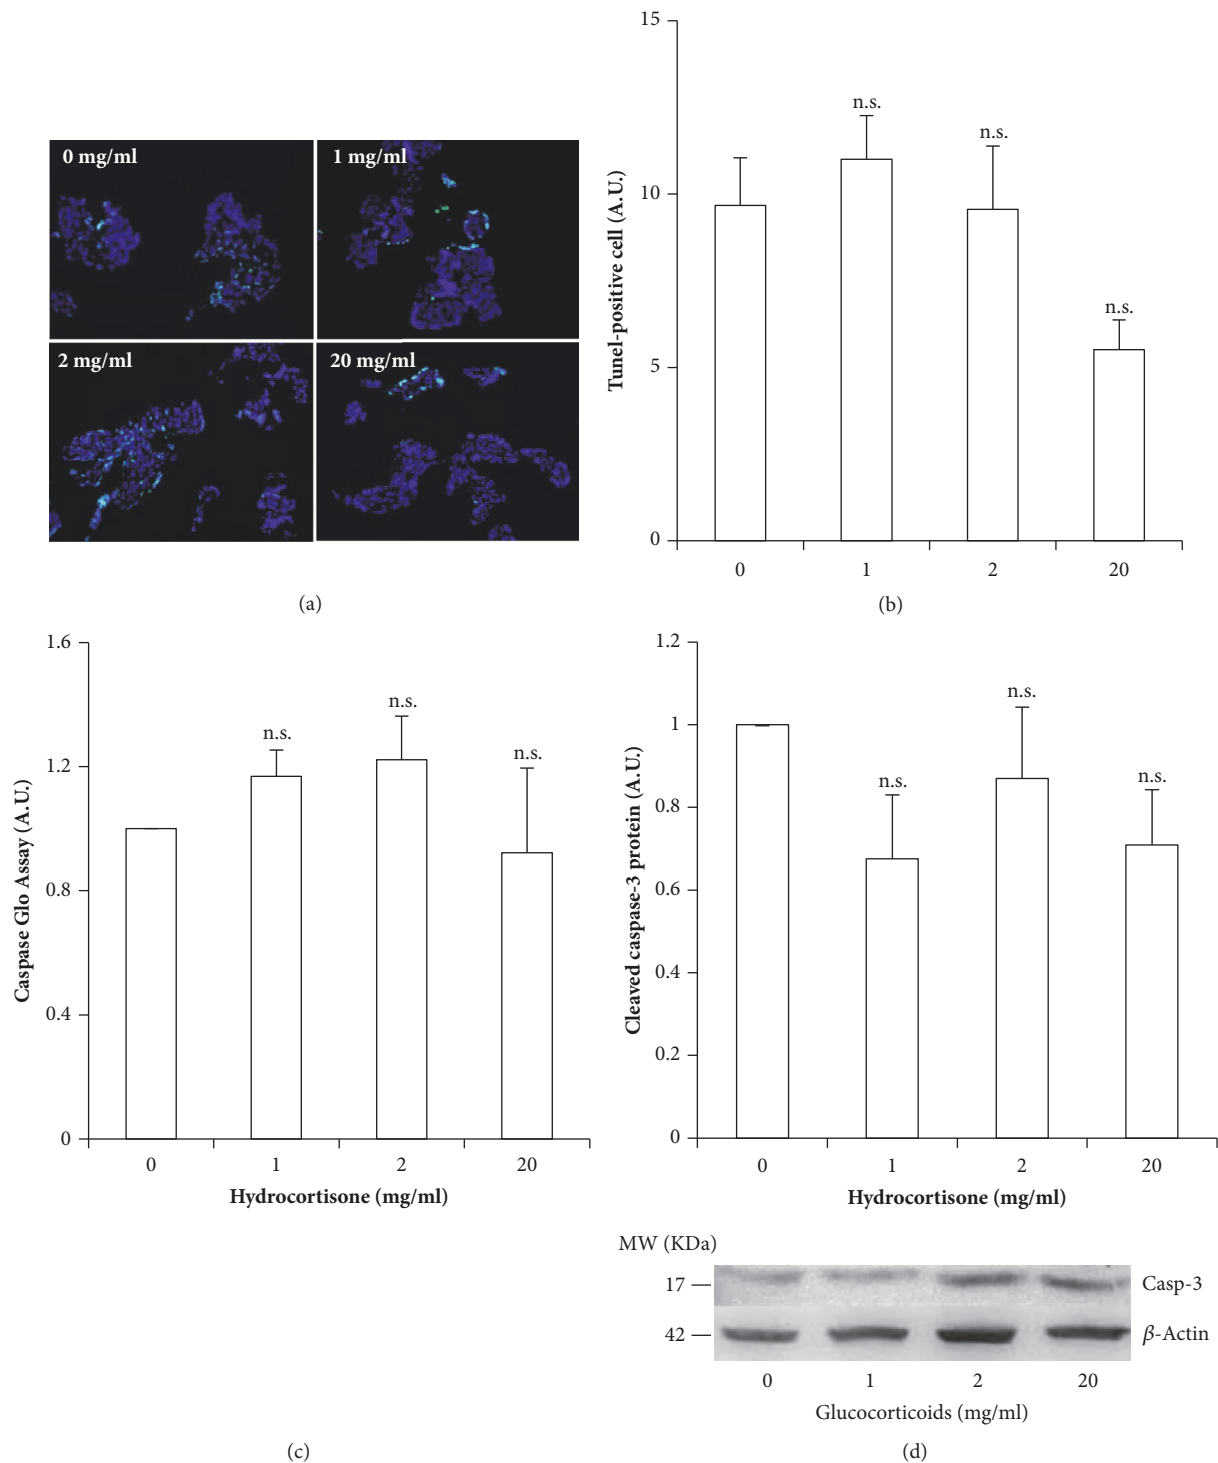 0 mg/ml
1 mg/ml
2 mg/ml
20 mg/ml
(a)
Tunel-positive cell (A.U.)
15
10
5
0
n.s.
n.s.
n.s.
0 1 2 20
(b)
Caspase Glo Assay (A.U.)
1.6
1.2
0.8
0.4
0
n.s.
n.s.
n.s.
0 1 2 20
Hydrocortisone (mg/ml)
(c)
Cleaved caspase-3 protein (A.U.)
1.2
1
0.8
0.6
0.4
0.2
0
n.s.
n.s.
n.s.
0 1 2 20
Hydrocortisone (mg/ml)
MW (KDa)
17 Casp-3
42 β-Actin
0 1 2 20
Glucocorticoids (mg/ml)
(d)